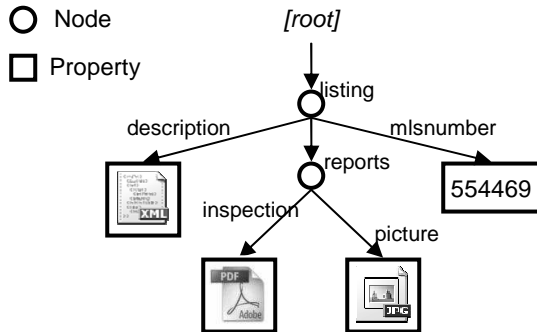 Node
[root]
Property
listing
description
mlsnumber
XML
reports
554469
inspection
picture
PDF
Adobe
JPG